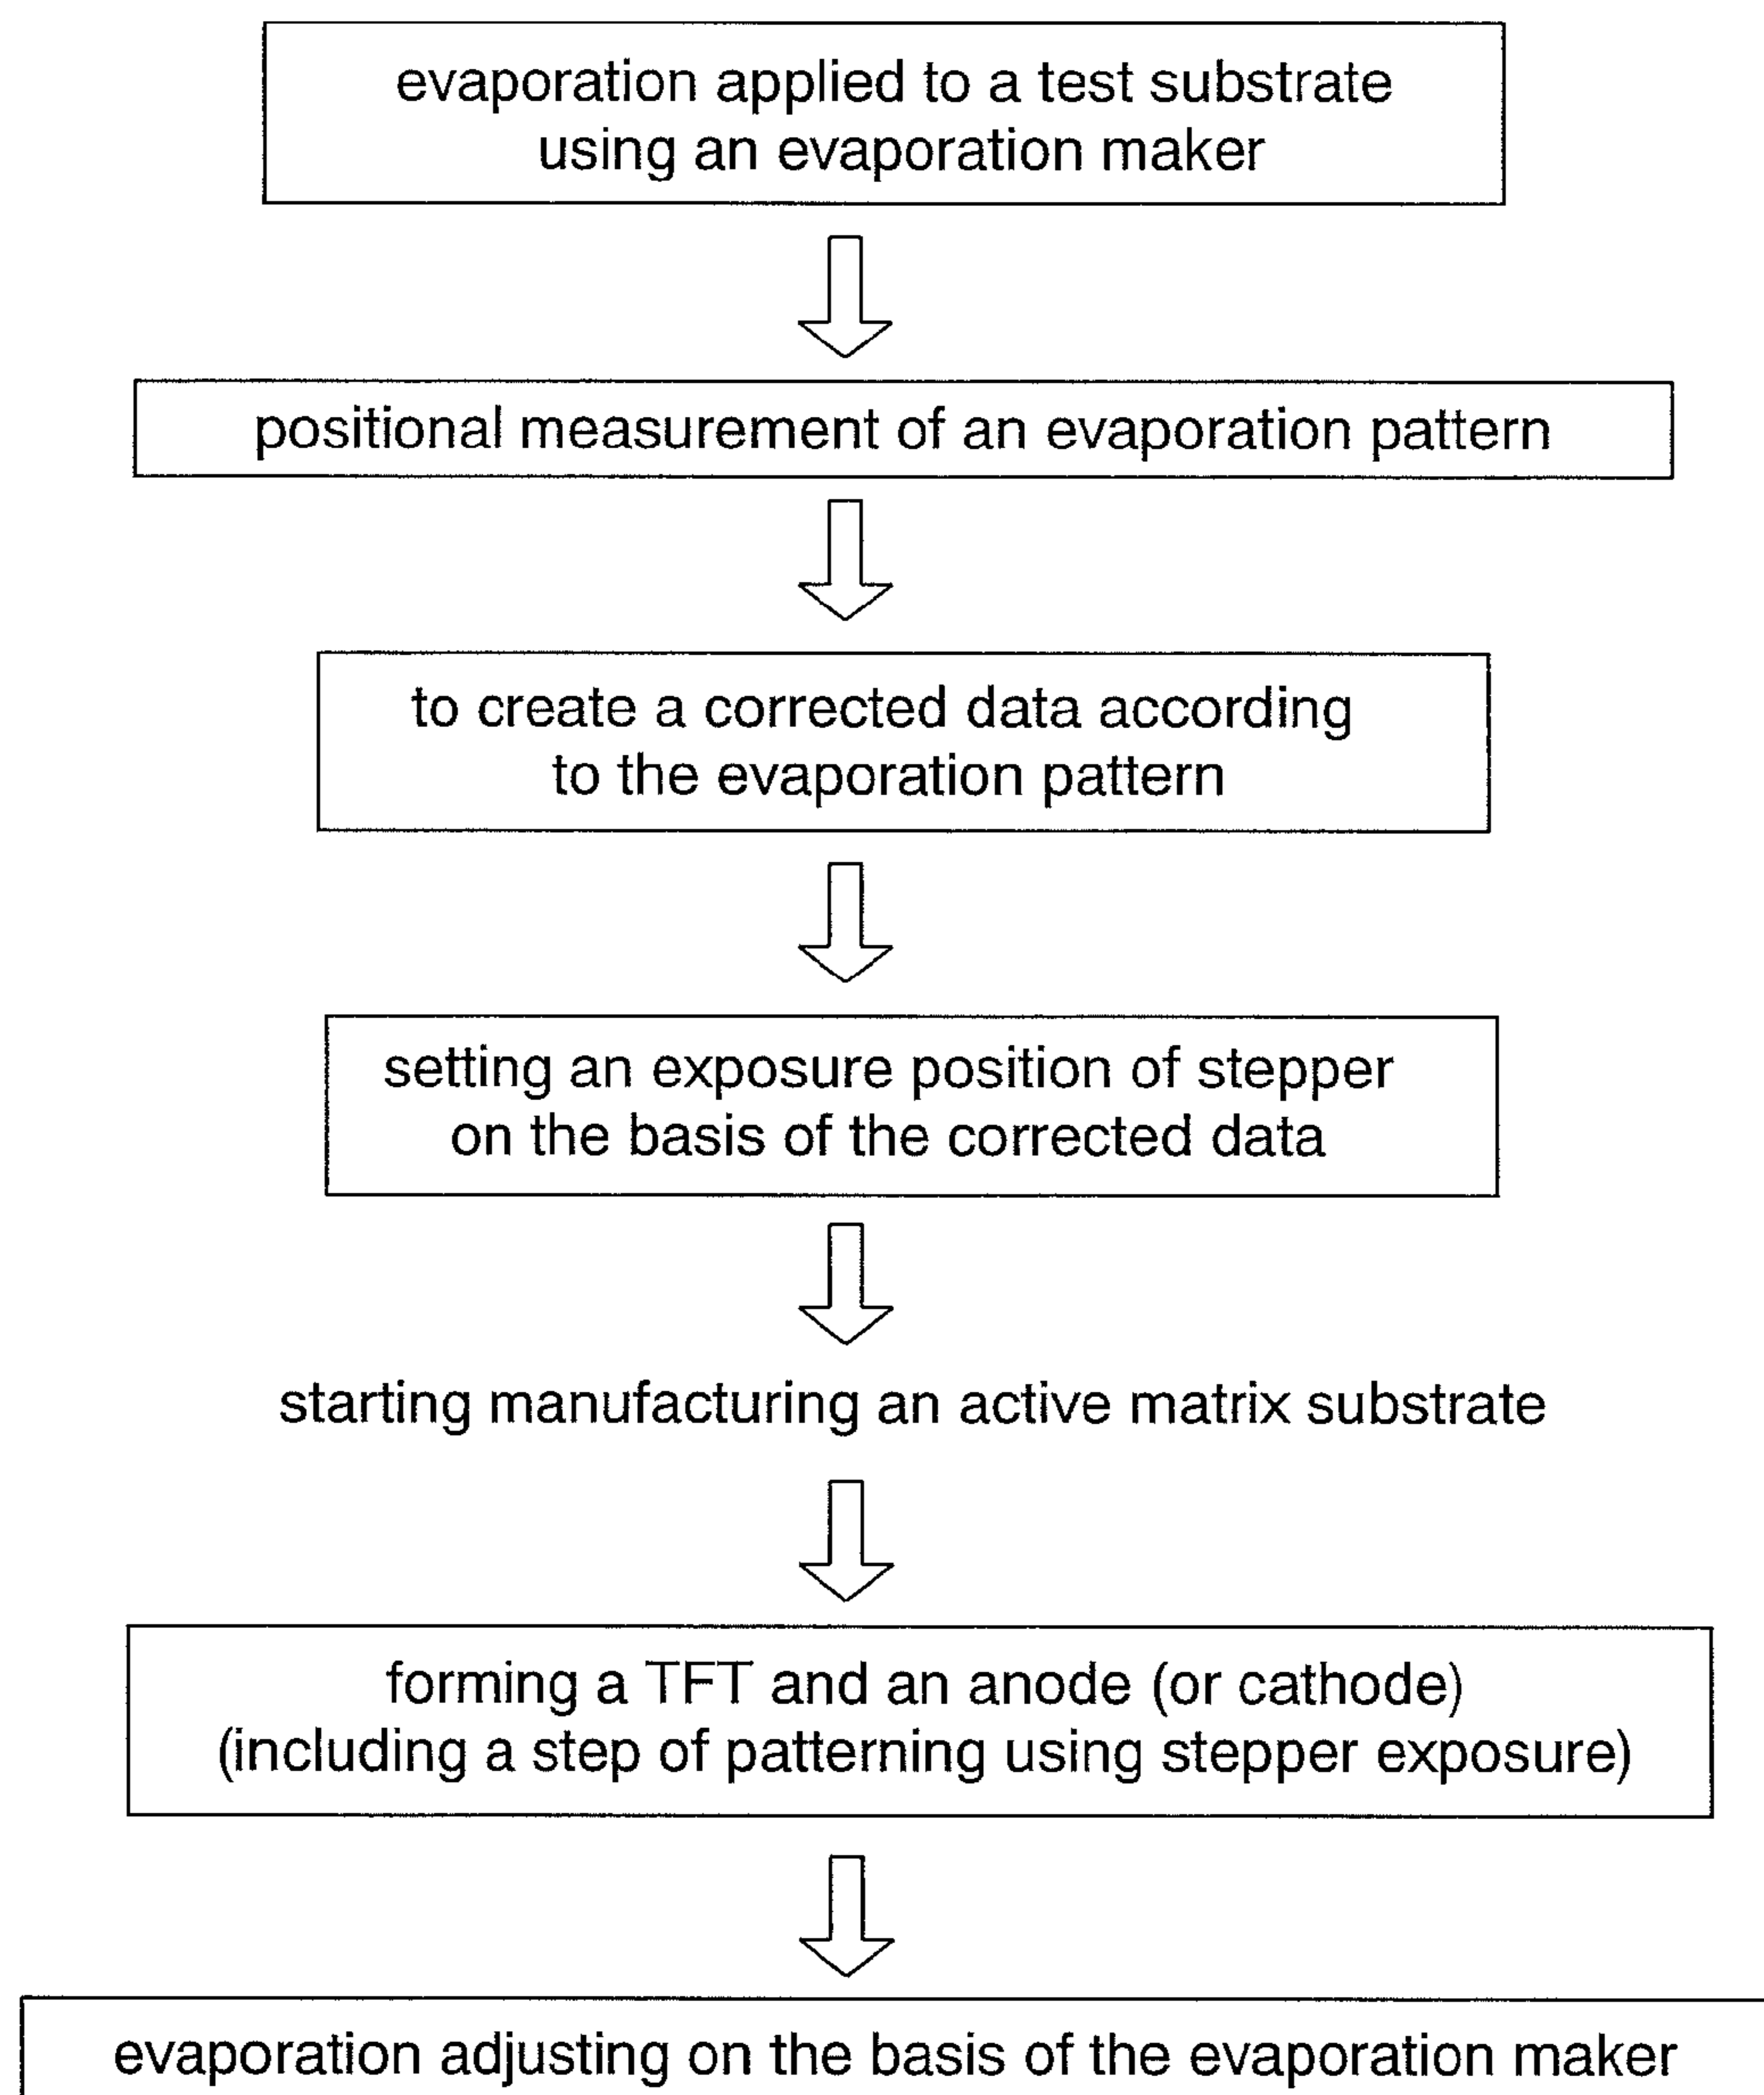 evaporation applied to a test substrate
using an evaporation maker
positional measurement of an evaporation pattern
to create a corrected data according
to the evaporation pattern
setting an exposure position of stepper
on the basis of the corrected data
starting manufacturing an active matrix substrate
forming a TFT and an anode (or cathode)
(including a step of patterning using stepper exposure)
evaporation adjusting on the basis of the evaporation maker